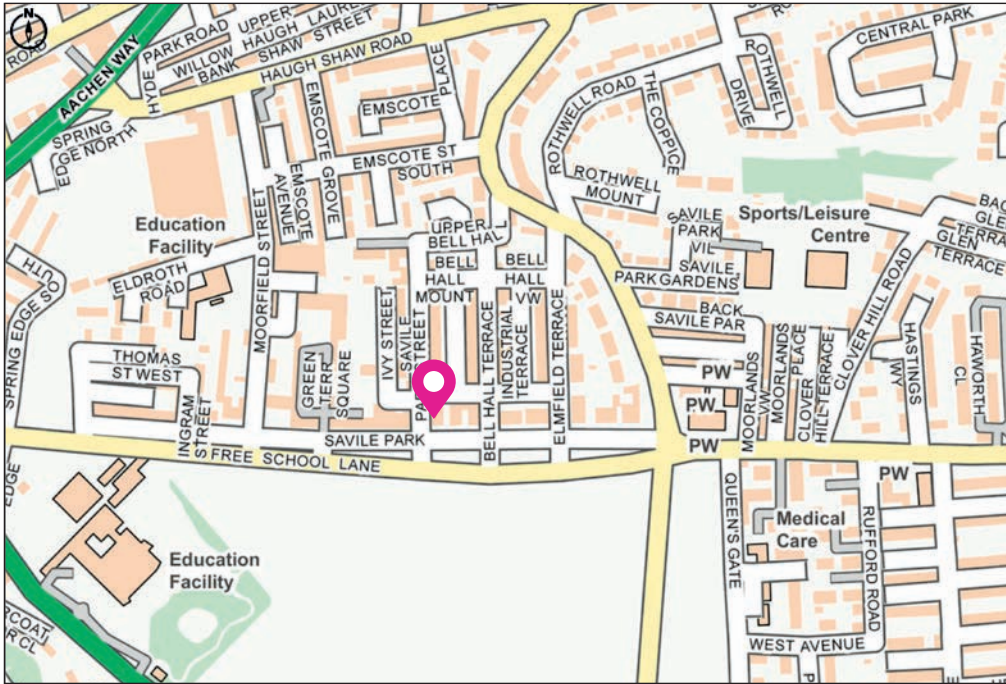 N
ROAD
AACHEN WAY
HYDE
PARK ROAD
UPPER
HAUGH
WILLOW
BANK
SHAW STREET
HAUGH SHAW ROAD
PLACE
EMSCOTE
SPRING
EDGE NORTH
EMSCOTE
GROVE
EMSCOTE
AVENUE
EMSCOTE ST
SOUTH
ROTHWELL ROAD
THE COPPICE
ROTHWELL
DRIVE
CENTRAL PARK
ROTHWELL
MOUNT
Education
Facility
MOORFIELD STREET
ELDROTH
ROAD
UPPER
BELL HALL
BELL
HALL
MOUNT
BELL
HALL
VW
SAVILE
PARK
VIL
SAVILE
PARK GARDENS
Sports/Leisure
Centre
GLEN
TERRACE
BACK
SAVILE PAR
CLOVER HILL ROAD
SPRING EDGE SOUTH
THOMAS
ST WEST
INGRAM
STREET
GREEN
TERR
SQUARE
IVY STREET
SAVILE
STREET
BELL HALL TERRACE
INDUSTRIAL
TERRACE
ELMFIELD TERRACE
PW
PW
PW
MOORLANDS
VW
MOORLANDS
PLACE
CLOVER
HILL TERRACE
HASTINGS
WY
HAWORTH
CL
SAVILE PARK
FREE SCHOOL LANE
EDGE
Education
Facility
QUEEN'S GATE
Medical
Care
RUFFORD ROAD
PW
WEST AVENUE